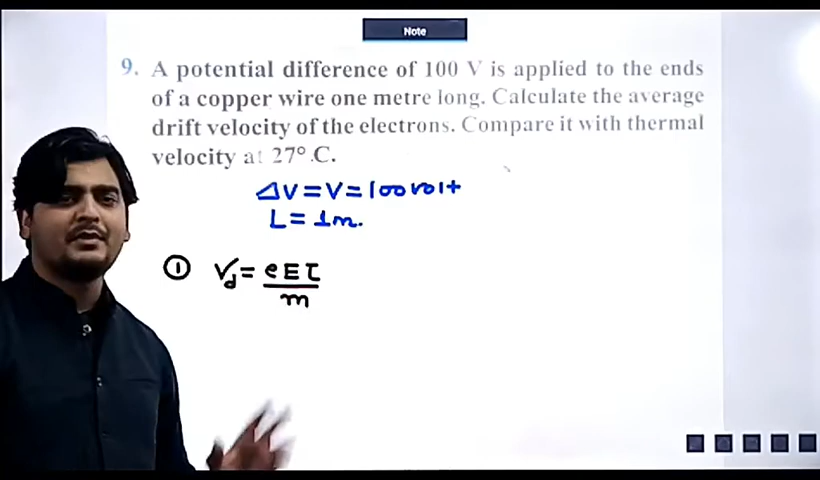 Note
9. A potential difference of 100 V is applied to the ends
of a copper wire one metre long. Calculate the average
drift velocity of the electrons. Compare it with thermal
velocity at 27° C.
ΔV = V = 100 volt
L = 1m.
① V_d = eEτ / m